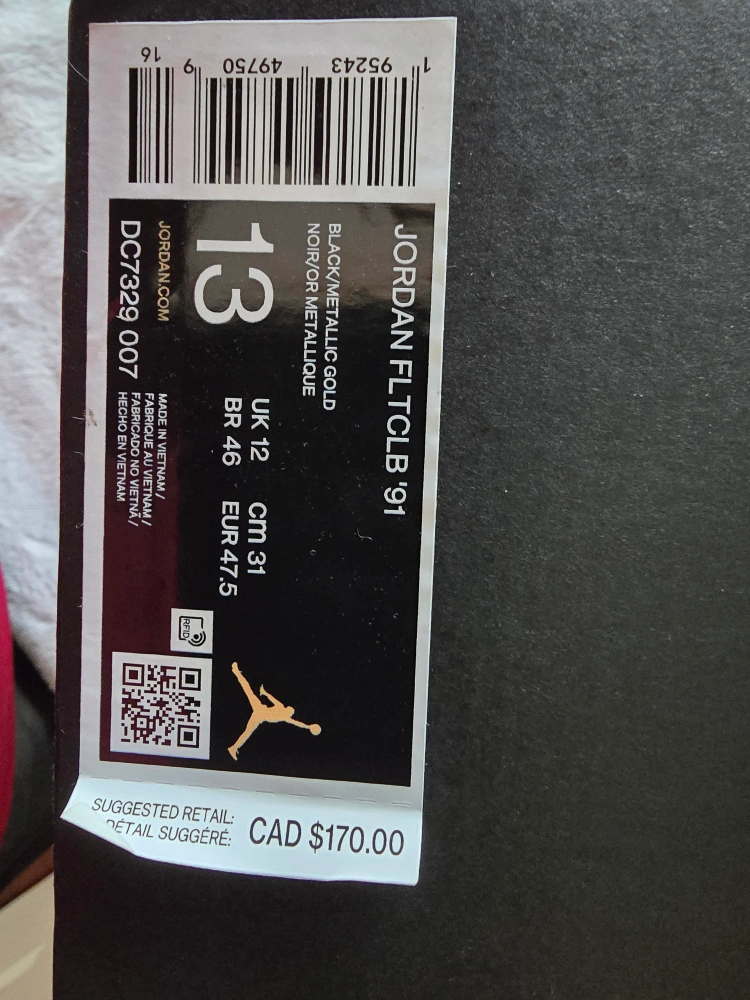 JORDAN FLTCLB '91
BLACK/METALLIC GOLD
NOIR/OR METALLIQUE
13
UK 12 cm 31
BR 46 EUR 47.5
JORDAN.COM
DC7329 007
MADE IN VIETNAM /
FABRIQUE AU VIETNAM /
FABRICADO NO VIETNÃ /
HECHO EN VIETNAM
RFID
1 95243 49750 9 16
SUGGESTED RETAIL:
DÉTAIL SUGGÉRÉ:
CAD $170.00